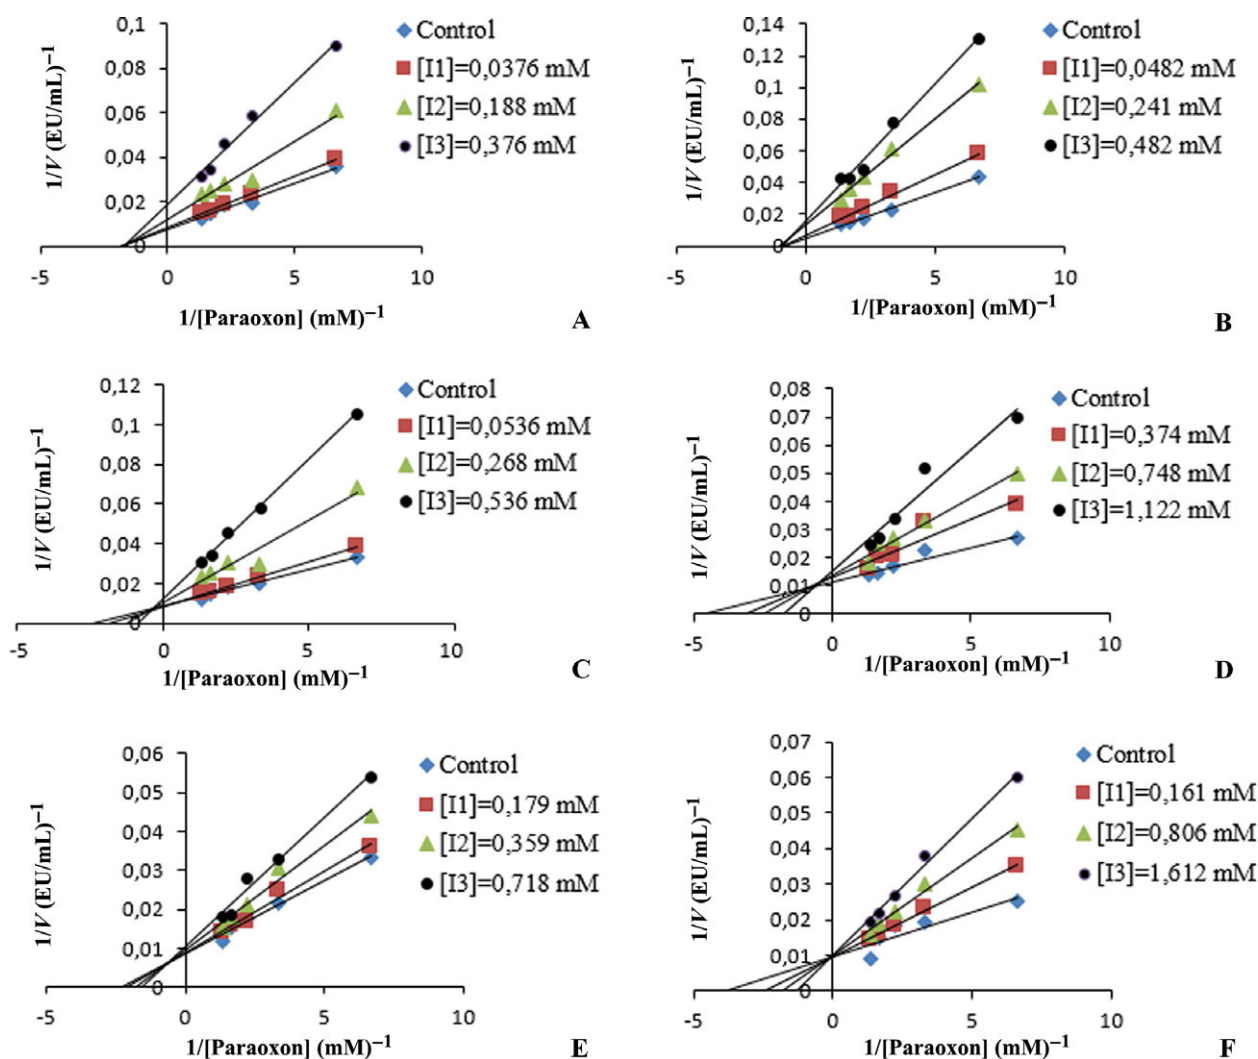 0,1
0,08
0,06
0,04
0,02
0
-5 0 5 10
1/V (EU/mL)⁻¹
1/[Paraoxon] (mM)⁻¹
Control
[I1]=0,0376 mM
[I2]=0,188 mM
[I3]=0,376 mM
A
0,14
0,12
0,1
0,08
0,06
0,04
0,02
0
-5 0 5 10
1/V (EU/mL)⁻¹
1/[Paraoxon] (mM)⁻¹
Control
[I1]=0,0482 mM
[I2]=0,241 mM
[I3]=0,482 mM
B
0,12
0,1
0,08
0,06
0,04
0,02
0
-5 0 5 10
1/V (EU/mL)⁻¹
1/[Paraoxon] (mM)⁻¹
Control
[I1]=0,0536 mM
[I2]=0,268 mM
[I3]=0,536 mM
C
0,08
0,07
0,06
0,05
0,04
0,03
0,02
0,01
0
-5 0 5 10
1/V (EU/mL)⁻¹
1/[Paraoxon] (mM)⁻¹
Control
[I1]=0,374 mM
[I2]=0,748 mM
[I3]=1,122 mM
D
0,06
0,05
0,04
0,03
0,02
0,01
0
-5 0 5 10
1/V (EU/mL)⁻¹
1/[Paraoxon] (mM)⁻¹
Control
[I1]=0,179 mM
[I2]=0,359 mM
[I3]=0,718 mM
E
0,07
0,06
0,05
0,04
0,03
0,02
0,01
0
-5 0 5 10
1/V (EU/mL)⁻¹
1/[Paraoxon] (mM)⁻¹
Control
[I1]=0,161 mM
[I2]=0,806 mM
[I3]=1,612 mM
F